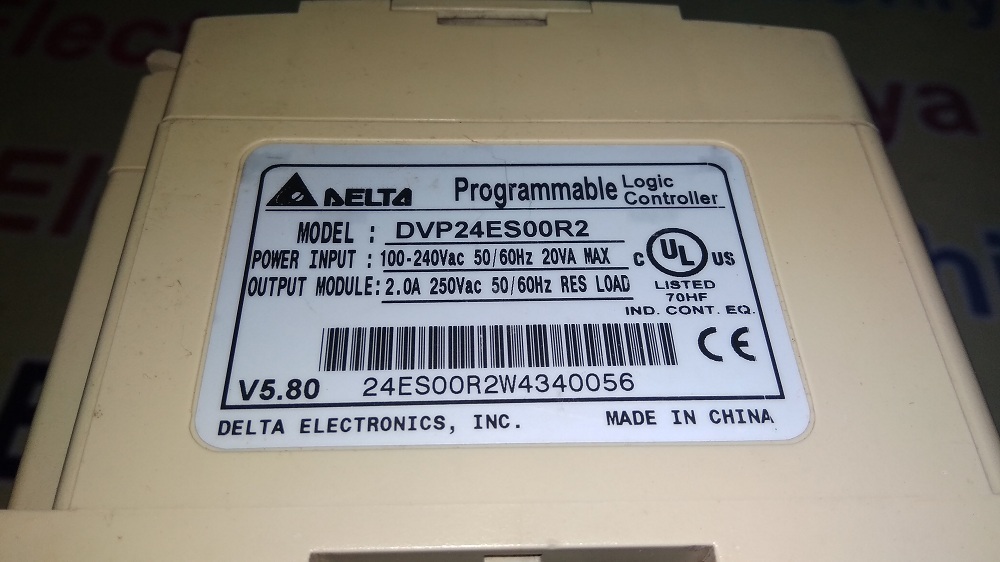 DELTA Programmable Logic Controller
MODEL : DVP24ES00R2
POWER INPUT : 100-240Vac 50/60Hz 20VA MAX
OUTPUT MODULE: 2.0A 250Vac 50/60Hz RES LOAD
C UL US
LISTED
70HF
IND. CONT. EQ.
CE
V5.80 24ES00R2W4340056
DELTA ELECTRONICS, INC. MADE IN CHINA